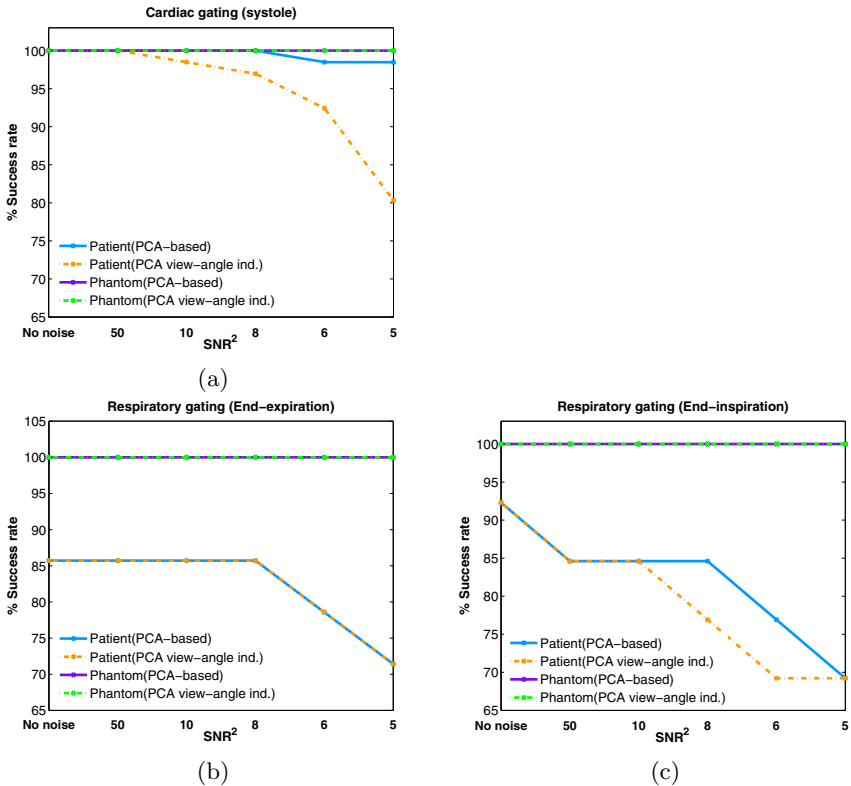 Cardiac gating (systole)
100
95
90
85
80
75
70
65
% Success rate
Patient(PCA−based)
Patient(PCA view−angle ind.)
Phantom(PCA−based)
Phantom(PCA view−angle ind.)
No noise 50 10 8 6 5
SNR²
(a)
Respiratory gating (End−expiration)
105
100
95
90
85
80
75
70
65
% Success rate
Patient(PCA−based)
Patient(PCA view−angle ind.)
Phantom(PCA−based)
Phantom(PCA view−angle ind.)
No noise 50 10 8 6 5
SNR²
(b)
Respiratory gating (End−inspiration)
100
95
90
85
80
75
70
65
% Success rate
Patient(PCA−based)
Patient(PCA view−angle ind.)
Phantom(PCA−based)
Phantom(PCA view−angle ind.)
No noise 50 10 8 6 5
SNR²
(c)